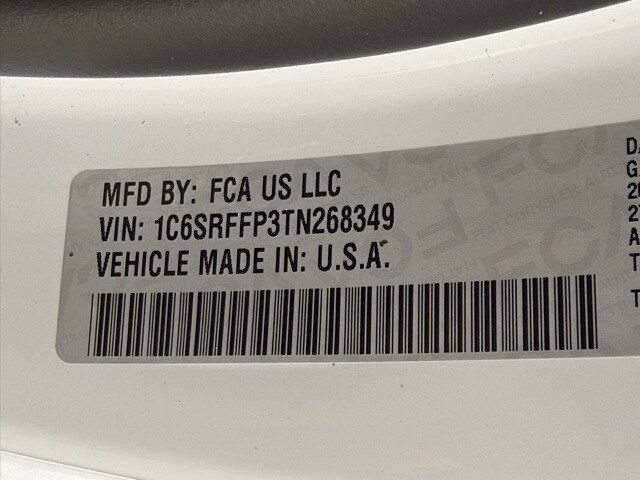 MFD BY: FCA US LLC
VIN: 1C6SRFFP3TN268349
VEHICLE MADE IN: U.S.A.